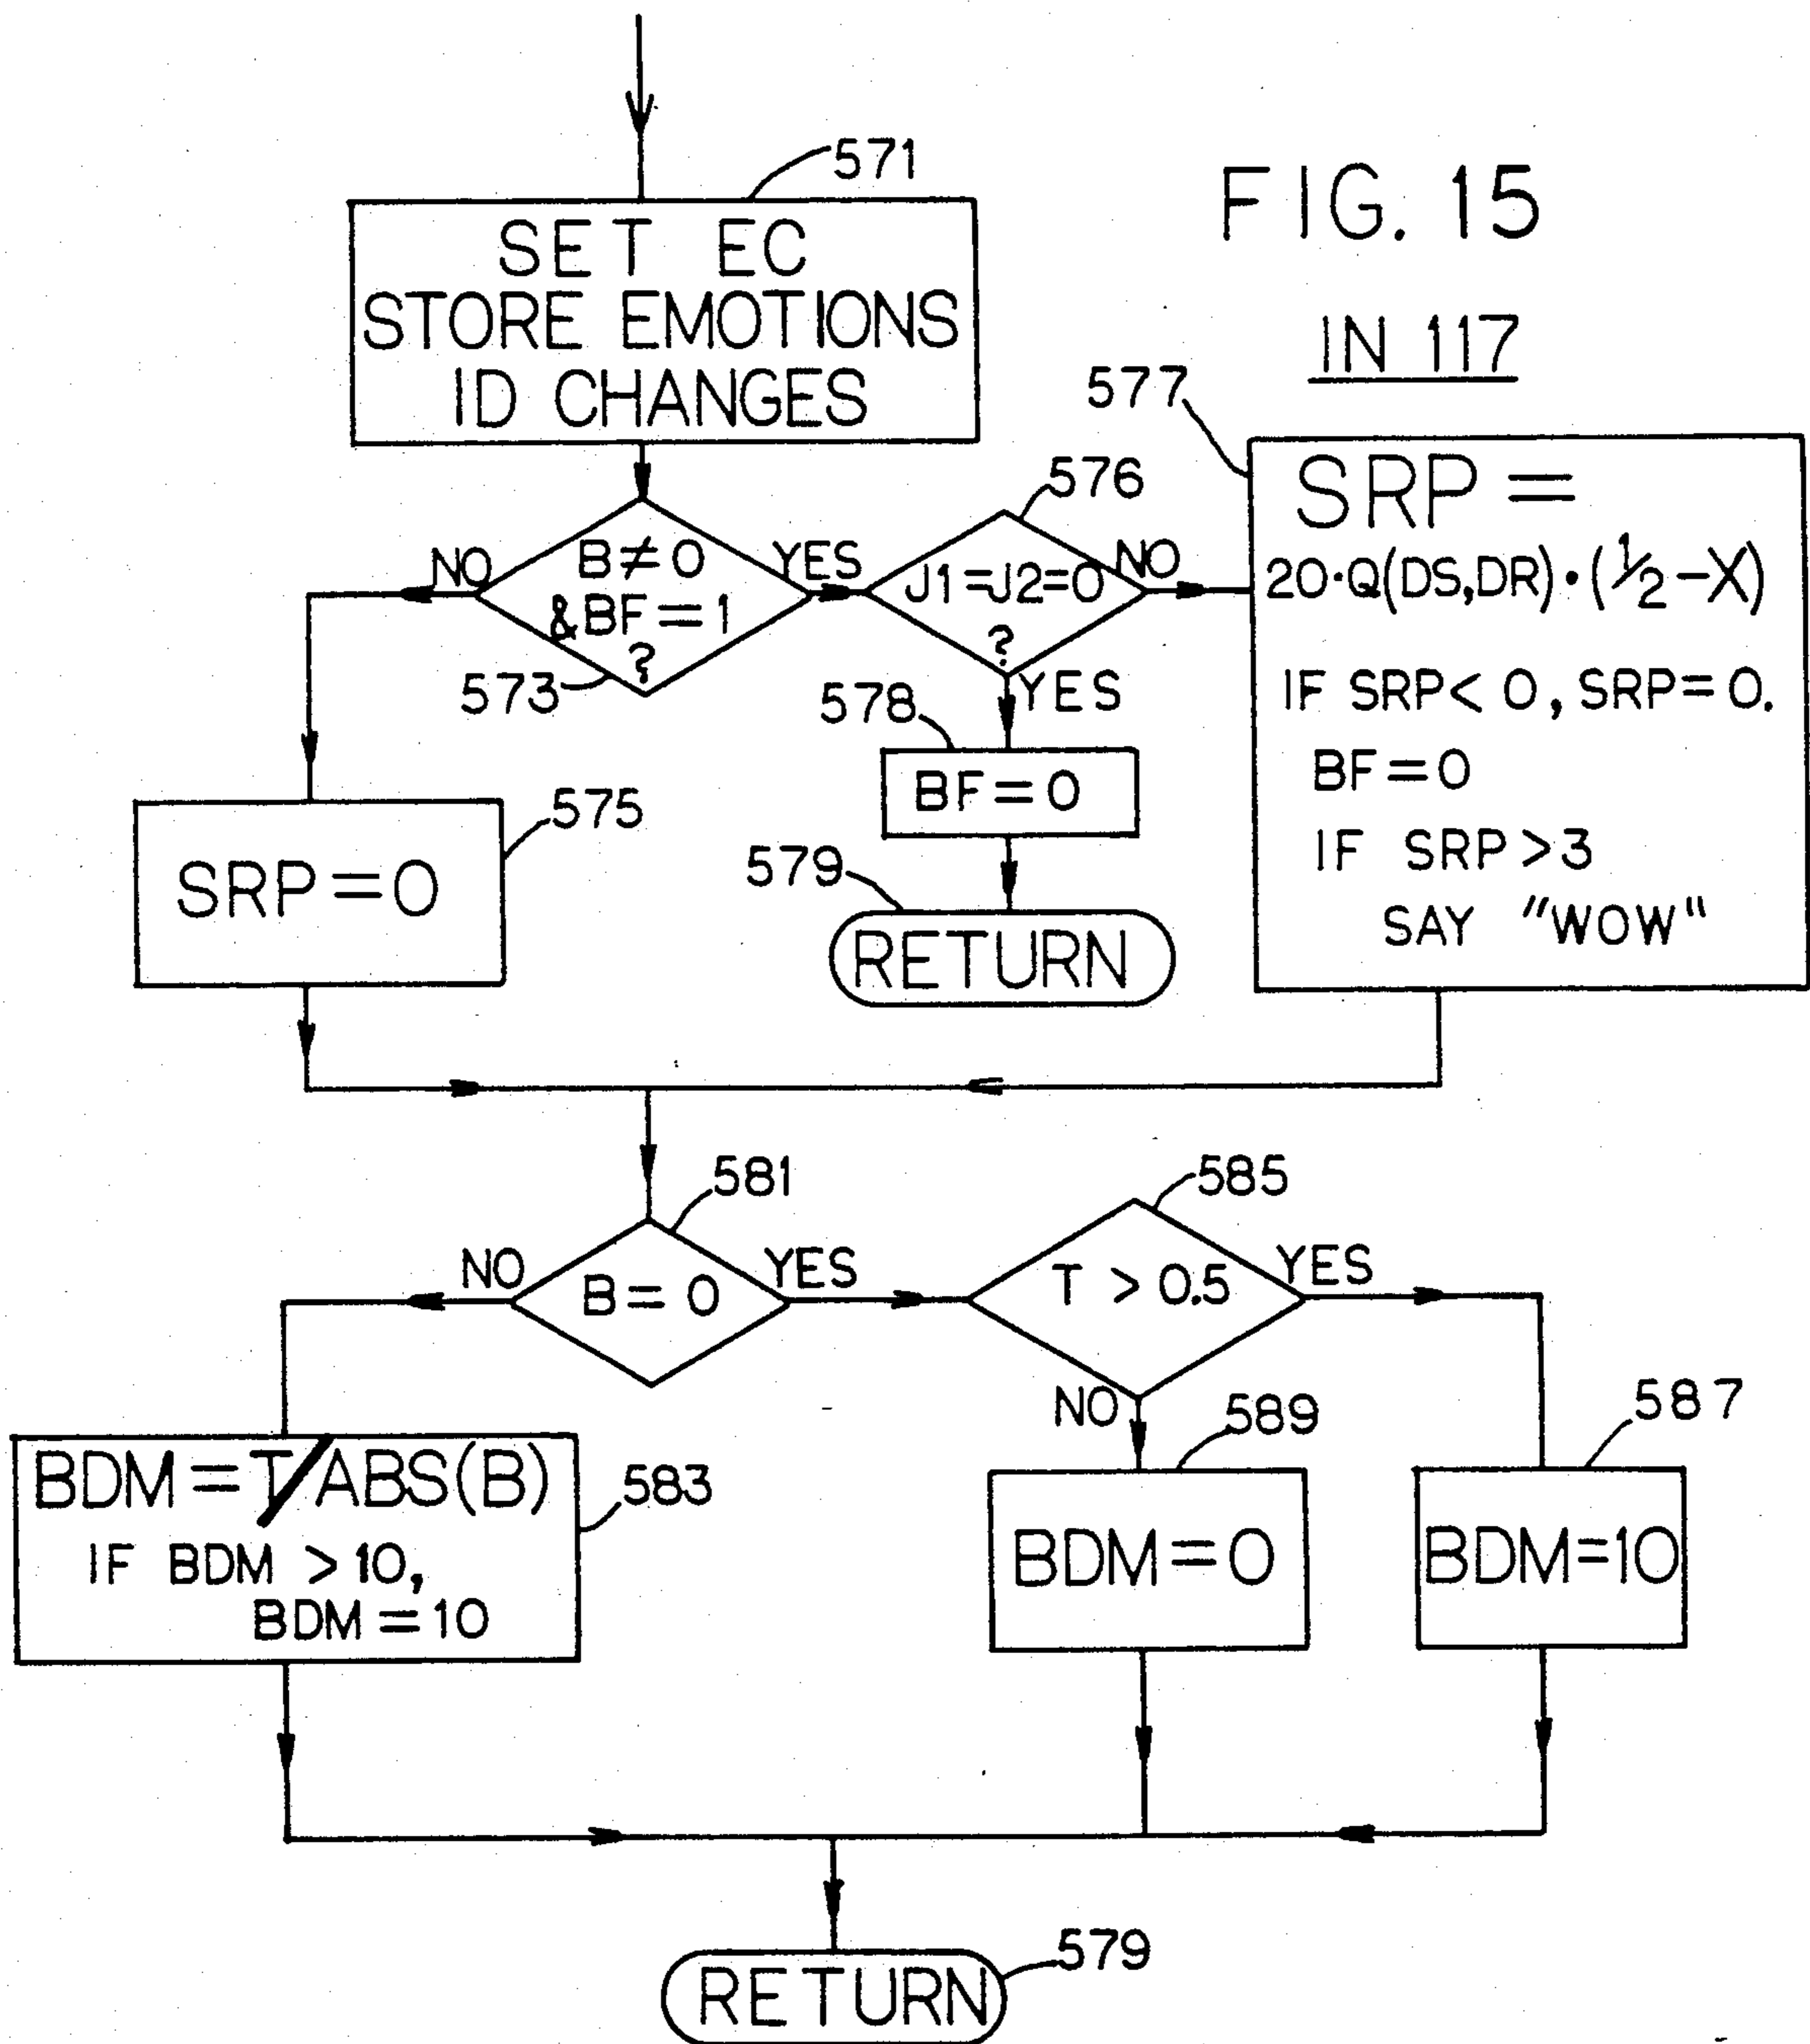 571
FIG. 15
SET EC
STORE EMOTIONS
ID CHANGES
IN 117
577
576
NO
B≠0
&BF=1
?
YES
573
J1=J2=0
?
NO
YES
SRP=
20·Q(DS,DR)·(½-X)
IF SRP<0, SRP=0.
BF=0
IF SRP>3
SAY "WOW"
578
BF=0
575
SRP=0
579
RETURN
581
585
NO
B=0
YES
T > 0.5
YES
NO
589
587
BDM=T/ABS(B)
IF BDM >10,
BDM=10
583
BDM=0
BDM=10
RETURN
579